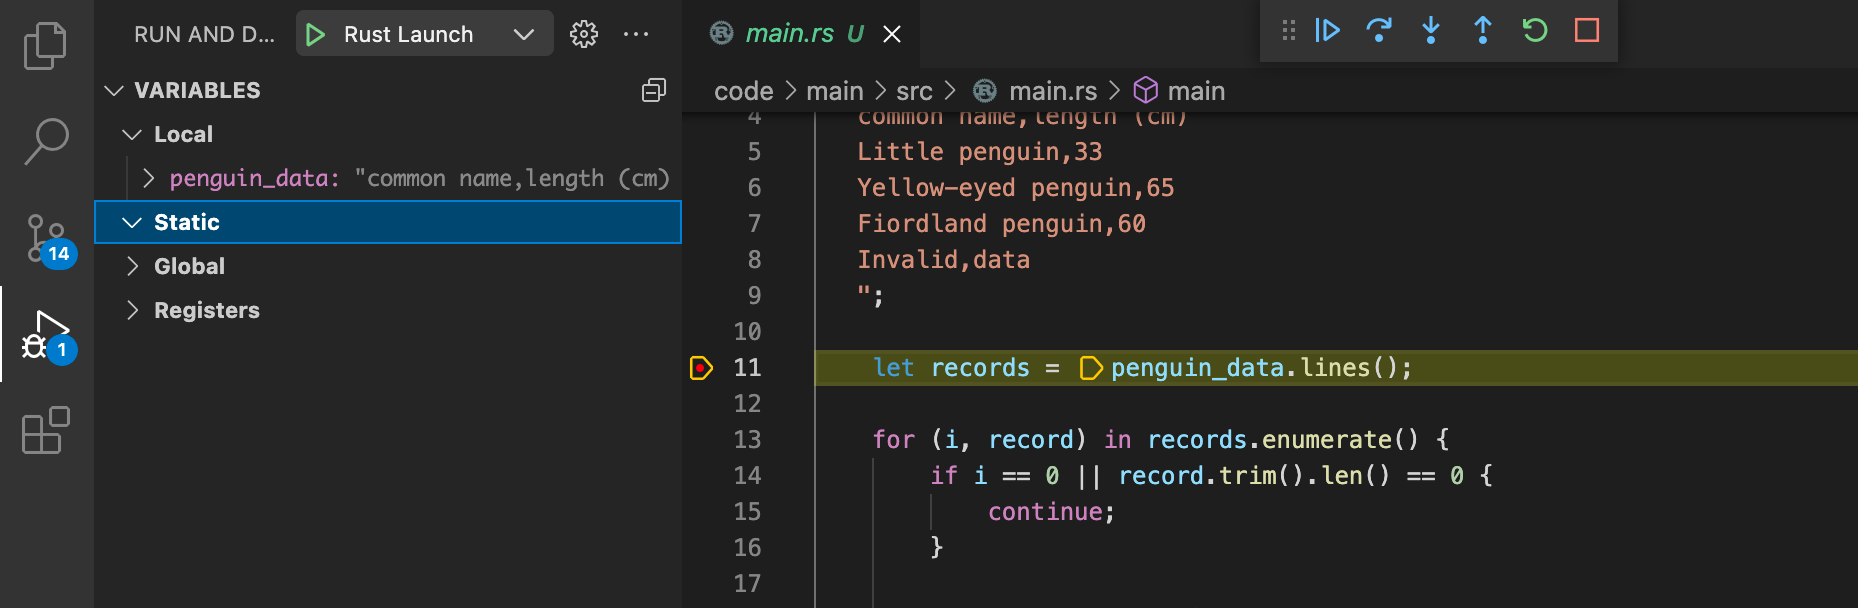 RUN AND D...
Rust Launch
VARIABLES
Local
penguin_data: "common name,length (cm)
Static
Global
Registers
14
1
main.rs U
code > main > src > main.rs > main
4 common name,length (cm)
5 Little penguin,33
6 Yellow-eyed penguin,65
7 Fiordland penguin,60
8 Invalid,data
9 ";
10
11 let records = penguin_data.lines();
12
13 for (i, record) in records.enumerate() {
14 if i == 0 || record.trim().len() == 0 {
15 continue;
16 }
17